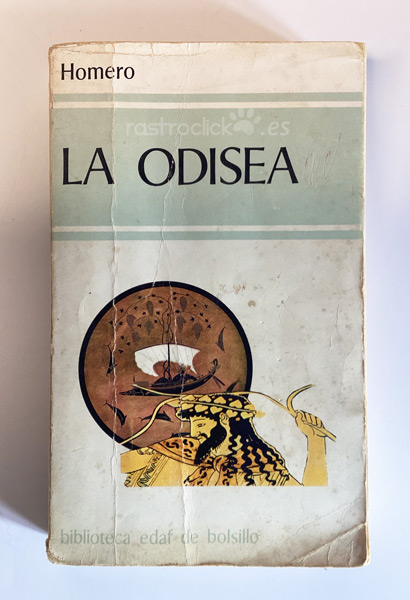 Homero
rastroclick.es
LA ODISEA
biblioteca edaf de bolsillo